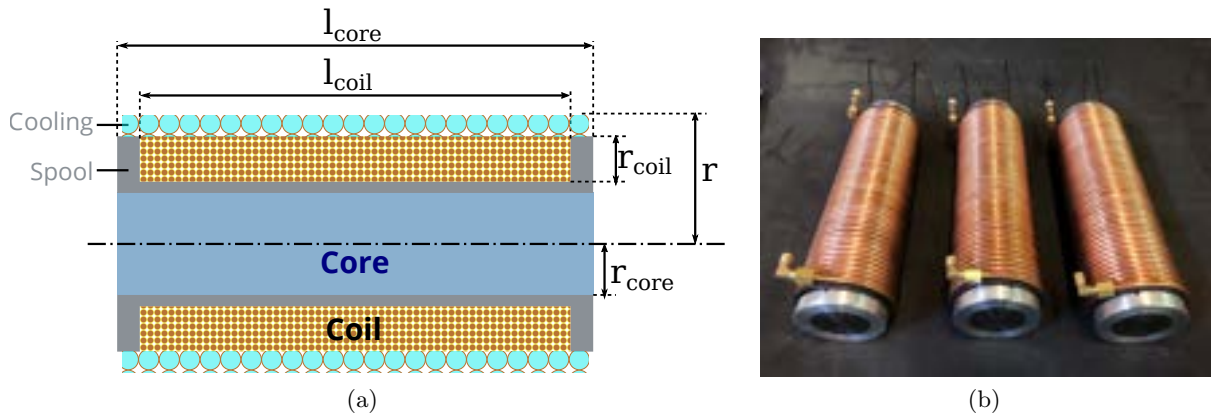 l_core
l_coil
Cooling
Spool
r_coil
r
Core
r_core
Coil
(a)
(b)